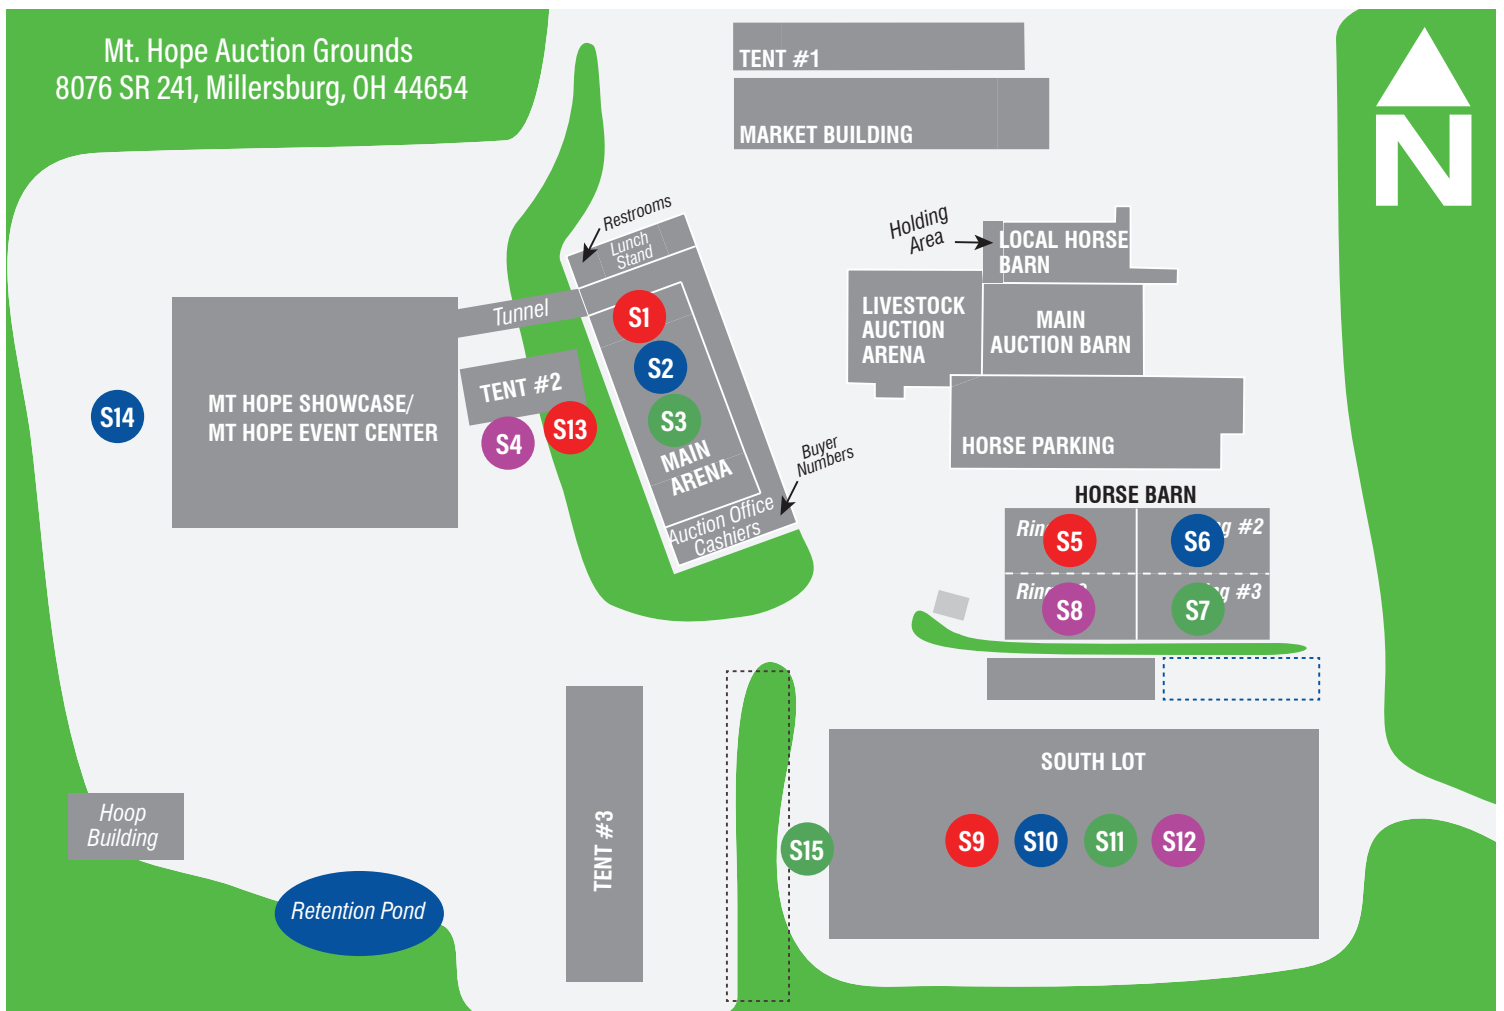 Mt. Hope Auction Grounds
8076 SR 241, Millersburg, OH 44654
TENT #1
MARKET BUILDING
N
Restrooms
Lunch
Stand
Holding
Area
LOCAL HORSE
BARN
Tunnel
S1
LIVESTOCK
AUCTION
ARENA
MAIN
AUCTION BARN
S2
TENT #2
S14
MT HOPE SHOWCASE/
MT HOPE EVENT CENTER
S4
S13
S3
MAIN
ARENA
Buyer
Numbers
HORSE PARKING
Auction Office
Cashiers
HORSE BARN
S5
S6
#2
S8
S7
#3
SOUTH LOT
Hoop
Building
TENT #3
S15
S9
S10
S11
S12
Retention Pond